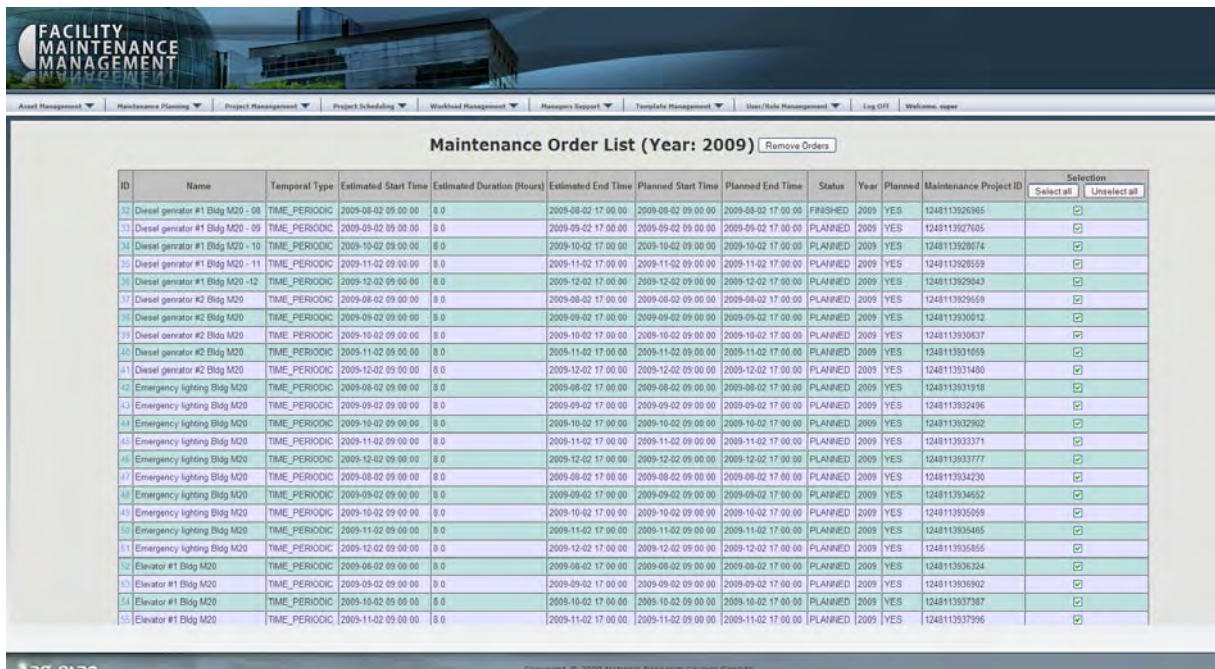 FACILITY
MAINTENANCE
MANAGEMENT
Asset Management Maintenance Planning Project Management Project Scheduling Workload Management Managers Support Template Management User/Role Management Log Off Welcome, super
Maintenance Order List (Year: 2009) Remove Orders
ID Name Temporal Type Estimated Start Time Estimated Duration (Hours) Estimated End Time Planned Start Time Planned End Time Status Year Planned Maintenance Project ID Selection
Select all Unselect all
32 Diesel genrator #1 Bldg M20 - 08 TIME_PERIODIC 2009-08-02 09:00:00 8.0 2009-08-02 17:00:00 2009-08-02 09:00:00 2009-08-02 17:00:00 FINISHED 2009 YES 1248113926965
33 Diesel genrator #1 Bldg M20 - 09 TIME_PERIODIC 2009-09-02 09:00:00 8.0 2009-09-02 17:00:00 2009-09-02 09:00:00 2009-09-02 17:00:00 PLANNED 2009 YES 1248113927605
34 Diesel genrator #1 Bldg M20 - 10 TIME_PERIODIC 2009-10-02 09:00:00 8.0 2009-10-02 17:00:00 2009-10-02 09:00:00 2009-10-02 17:00:00 PLANNED 2009 YES 1248113928074
35 Diesel genrator #1 Bldg M20 - 11 TIME_PERIODIC 2009-11-02 09:00:00 8.0 2009-11-02 17:00:00 2009-11-02 09:00:00 2009-11-02 17:00:00 PLANNED 2009 YES 1248113928559
36 Diesel genrator #1 Bldg M20 -12 TIME_PERIODIC 2009-12-02 09:00:00 8.0 2009-12-02 17:00:00 2009-12-02 09:00:00 2009-12-02 17:00:00 PLANNED 2009 YES 1248113929043
37 Diesel genrator #2 Bldg M20 TIME_PERIODIC 2009-08-02 09:00:00 8.0 2009-08-02 17:00:00 2009-08-02 09:00:00 2009-08-02 17:00:00 PLANNED 2009 YES 1248113929559
38 Diesel genrator #2 Bldg M20 TIME_PERIODIC 2009-09-02 09:00:00 8.0 2009-09-02 17:00:00 2009-09-02 09:00:00 2009-09-02 17:00:00 PLANNED 2009 YES 1248113930012
39 Diesel genrator #2 Bldg M20 TIME_PERIODIC 2009-10-02 09:00:00 8.0 2009-10-02 17:00:00 2009-10-02 09:00:00 2009-10-02 17:00:00 PLANNED 2009 YES 1248113930637
40 Diesel genrator #2 Bldg M20 TIME_PERIODIC 2009-11-02 09:00:00 8.0 2009-11-02 17:00:00 2009-11-02 09:00:00 2009-11-02 17:00:00 PLANNED 2009 YES 1248113931059
41 Diesel genrator #2 Bldg M20 TIME_PERIODIC 2009-12-02 09:00:00 8.0 2009-12-02 17:00:00 2009-12-02 09:00:00 2009-12-02 17:00:00 PLANNED 2009 YES 1248113931480
42 Emergency lighting Bldg M20 TIME_PERIODIC 2009-08-02 09:00:00 8.0 2009-08-02 17:00:00 2009-08-02 09:00:00 2009-08-02 17:00:00 PLANNED 2009 YES 1248113931918
43 Emergency lighting Bldg M20 TIME_PERIODIC 2009-09-02 09:00:00 8.0 2009-09-02 17:00:00 2009-09-02 09:00:00 2009-09-02 17:00:00 PLANNED 2009 YES 1248113932496
44 Emergency lighting Bldg M20 TIME_PERIODIC 2009-10-02 09:00:00 8.0 2009-10-02 17:00:00 2009-10-02 09:00:00 2009-10-02 17:00:00 PLANNED 2009 YES 1248113932902
45 Emergency lighting Bldg M20 TIME_PERIODIC 2009-11-02 09:00:00 8.0 2009-11-02 17:00:00 2009-11-02 09:00:00 2009-11-02 17:00:00 PLANNED 2009 YES 1248113933371
46 Emergency lighting Bldg M20 TIME_PERIODIC 2009-12-02 09:00:00 8.0 2009-12-02 17:00:00 2009-12-02 09:00:00 2009-12-02 17:00:00 PLANNED 2009 YES 1248113933777
47 Emergency lighting Bldg M20 TIME_PERIODIC 2009-08-02 09:00:00 8.0 2009-08-02 17:00:00 2009-08-02 09:00:00 2009-08-02 17:00:00 PLANNED 2009 YES 1248113934230
48 Emergency lighting Bldg M20 TIME_PERIODIC 2009-09-02 09:00:00 8.0 2009-09-02 17:00:00 2009-09-02 09:00:00 2009-09-02 17:00:00 PLANNED 2009 YES 1248113934652
49 Emergency lighting Bldg M20 TIME_PERIODIC 2009-10-02 09:00:00 8.0 2009-10-02 17:00:00 2009-10-02 09:00:00 2009-10-02 17:00:00 PLANNED 2009 YES 1248113935059
50 Emergency lighting Bldg M20 TIME_PERIODIC 2009-11-02 09:00:00 8.0 2009-11-02 17:00:00 2009-11-02 09:00:00 2009-11-02 17:00:00 PLANNED 2009 YES 1248113935465
51 Emergency lighting Bldg M20 TIME_PERIODIC 2009-12-02 09:00:00 8.0 2009-12-02 17:00:00 2009-12-02 09:00:00 2009-12-02 17:00:00 PLANNED 2009 YES 1248113935855
52 Elevator #1 Bldg M20 TIME_PERIODIC 2009-08-02 09:00:00 8.0 2009-08-02 17:00:00 2009-08-02 09:00:00 2009-08-02 17:00:00 PLANNED 2009 YES 1248113936324
53 Elevator #1 Bldg M20 TIME_PERIODIC 2009-09-02 09:00:00 8.0 2009-09-02 17:00:00 2009-09-02 09:00:00 2009-09-02 17:00:00 PLANNED 2009 YES 1248113936902
54 Elevator #1 Bldg M20 TIME_PERIODIC 2009-10-02 09:00:00 8.0 2009-10-02 17:00:00 2009-10-02 09:00:00 2009-10-02 17:00:00 PLANNED 2009 YES 1248113937387
55 Elevator #1 Bldg M20 TIME_PERIODIC 2009-11-02 09:00:00 8.0 2009-11-02 17:00:00 2009-11-02 09:00:00 2009-11-02 17:00:00 PLANNED 2009 YES 1248113937996
Copyright © 2009 National Research Council Canada